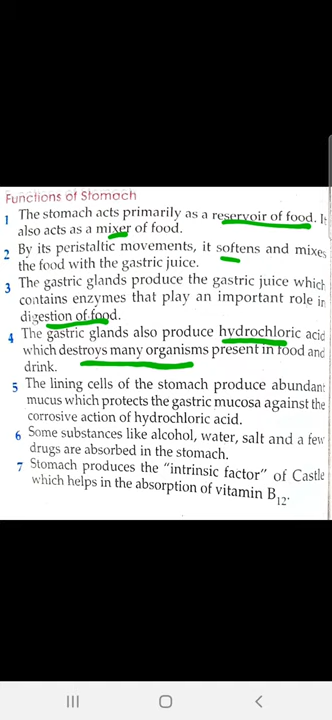 Functions of Stomach
1 The stomach acts primarily as a reservoir of food. It
also acts as a mixer of food.
2 By its peristaltic movements, it softens and mixes
the food with the gastric juice.
3 The gastric glands produce the gastric juice which
contains enzymes that play an important role in
digestion of food.
4 The gastric glands also produce hydrochloric acid
which destroys many organisms present in food and
drink.
5 The lining cells of the stomach produce abundant
mucus which protects the gastric mucosa against the
corrosive action of hydrochloric acid.
6 Some substances like alcohol, water, salt and a few
drugs are absorbed in the stomach.
7 Stomach produces the “intrinsic factor” of Castle
which helps in the absorption of vitamin B12.